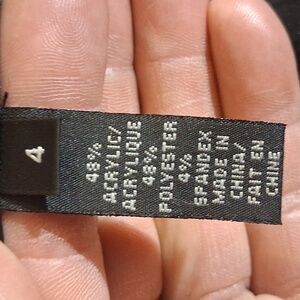 4
48%
ACRYLIC/
ACRYLIQUE
48%
POLYESTER
4%
SPANDEX
MADE IN
CHINA/
FAIT EN
CHINE